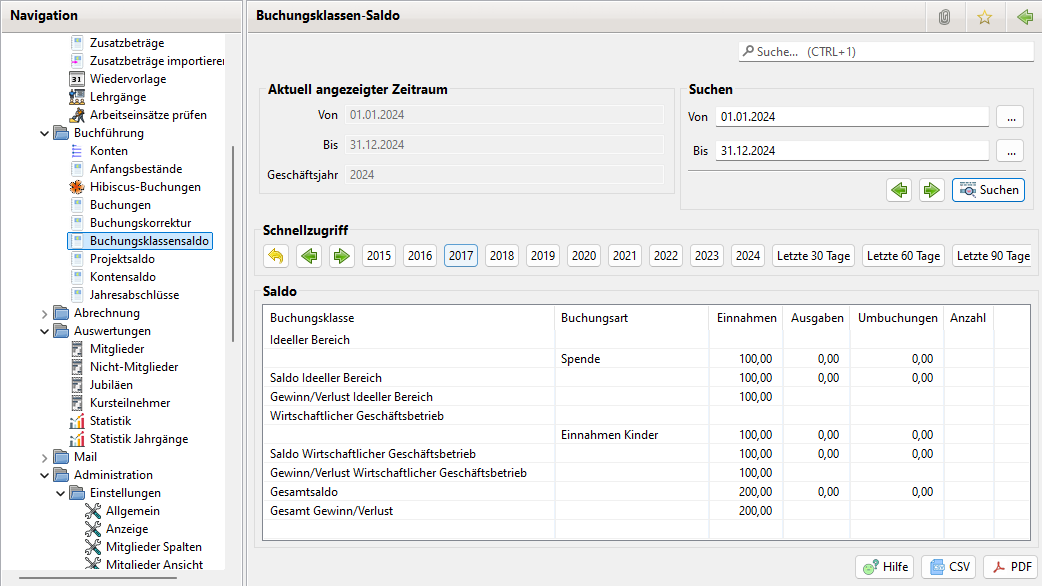 Navigation
Zusatzbeträge
Zusatzbeträge importieren
31 Wiedervorlage
Lehrgänge
Arbeitseinsätze prüfen
Buchführung
Konten
Anfangsbestände
Hibiscus-Buchungen
Buchungen
Buchungskorrektur
Buchungsklassensaldo
Projektsaldo
Kontensaldo
Jahresabschlüsse
Abrechnung
Auswertungen
Mitglieder
Nicht-Mitglieder
Jubiläen
Kursteilnehmer
Statistik
Statistik Jahrgänge
Mail
Administration
Einstellungen
Allgemein
Anzeige
Mitglieder Spalten
Mitglieder Ansicht
Buchungsklassen-Saldo
Suche... (CTRL+1)
Aktuell angezeigter Zeitraum
Von 01.01.2024
Bis 31.12.2024
Geschäftsjahr 2024
Suchen
Von 01.01.2024 ...
Bis 31.12.2024 ...
Suchen
Schnellzugriff
2015 2016 2017 2018 2019 2020 2021 2022 2023 2024 Letzte 30 Tage Letzte 60 Tage Letzte 90 Tage
Saldo
Buchungsklasse Buchungsart Einnahmen Ausgaben Umbuchungen Anzahl
Ideeller Bereich
Spende 100,00 0,00 0,00
Saldo Ideeller Bereich 100,00 0,00 0,00
Gewinn/Verlust Ideeller Bereich 100,00
Wirtschaftlicher Geschäftsbetrieb
Einnahmen Kinder 100,00 0,00 0,00
Saldo Wirtschaftlicher Geschäftsbetrieb 100,00 0,00 0,00
Gewinn/Verlust Wirtschaftlicher Geschäftsbetrieb 100,00
Gesamtsaldo 200,00 0,00 0,00
Gesamt Gewinn/Verlust 200,00
Hilfe CSV PDF